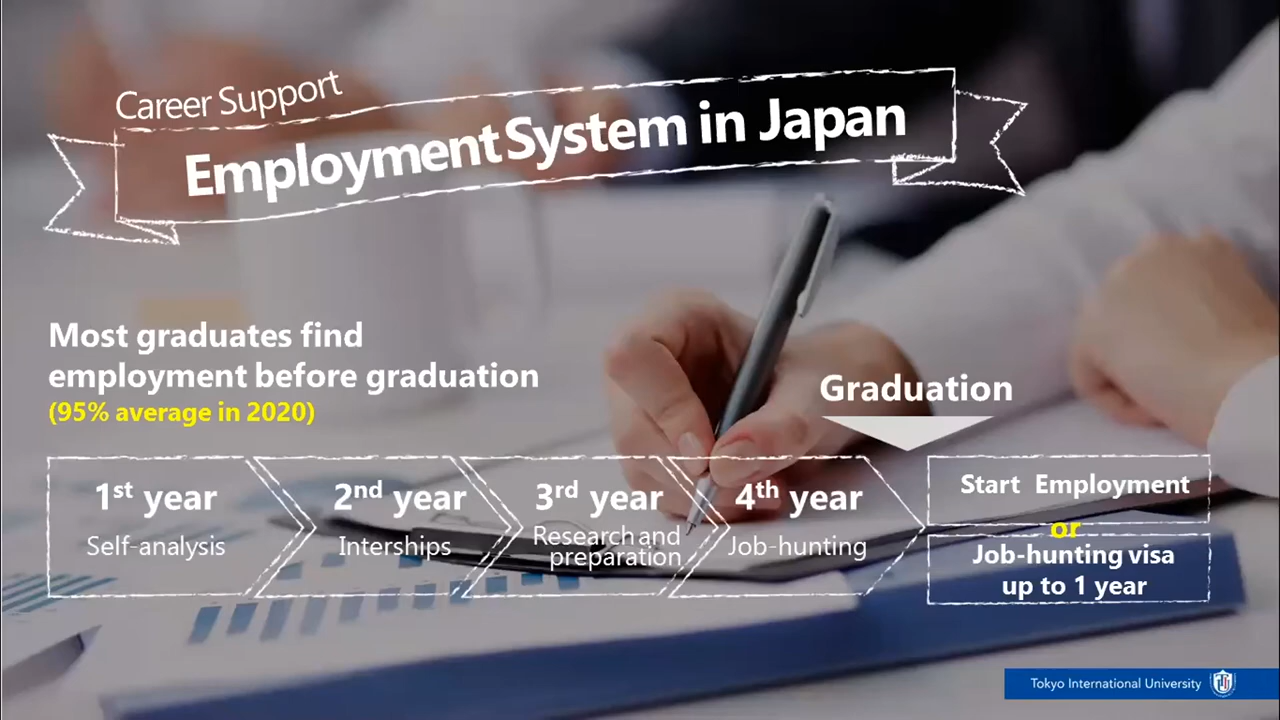 Career Support
Employment System in Japan
Most graduates find
employment before graduation
(95% average in 2020)
Graduation
1st year
Self-analysis
2nd year
Interships
3rd year
Research and
preparation
4th year
Job-hunting
Start Employment
or
Job-hunting visa
up to 1 year
Tokyo International University